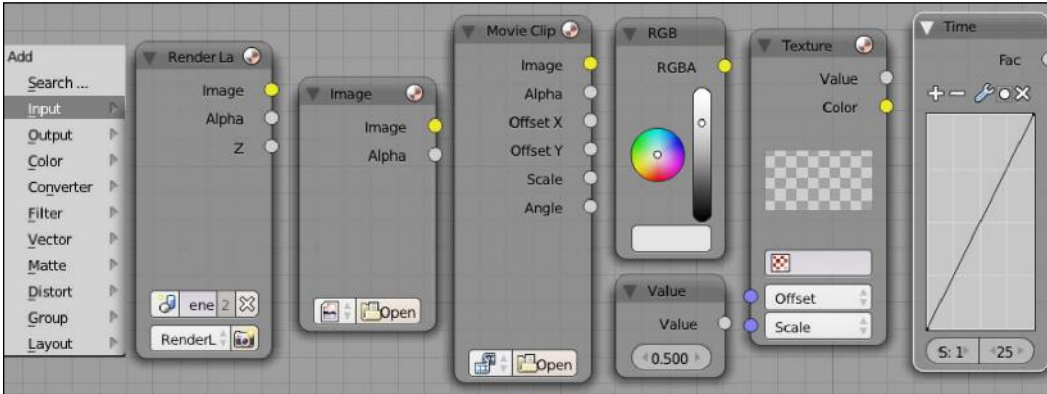 Add
Search ...
Input
Output
Color
Converter
Filter
Vector
Matte
Distort
Group
Layout
Render La
Image
Alpha
Z
ene 2
RenderL
Image
Image
Alpha
Open
Movie Clip
Image
Alpha
Offset X
Offset Y
Scale
Angle
Open
RGB
RGBA
Value
Value
0.500
Texture
Value
Color
Offset
Scale
Time
Fac
S: 1 25